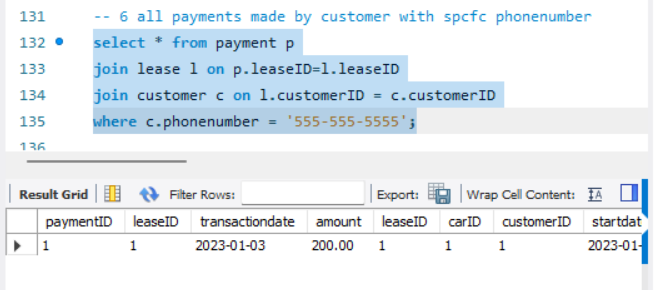 131 -- 6 all payments made by customer with spcfc phonenumber
132 select * from payment p
133 join lease l on p.leaseID=l.leaseID
134 join customer c on l.customerID = c.customerID
135 where c.phonenumber = '555-555-5555';
136
Result Grid Filter Rows: Export: Wrap Cell Content: IA
paymentID leaseID transactiondate amount leaseID carID customerID startdat
1 1 2023-01-03 200.00 1 1 1 2023-01-